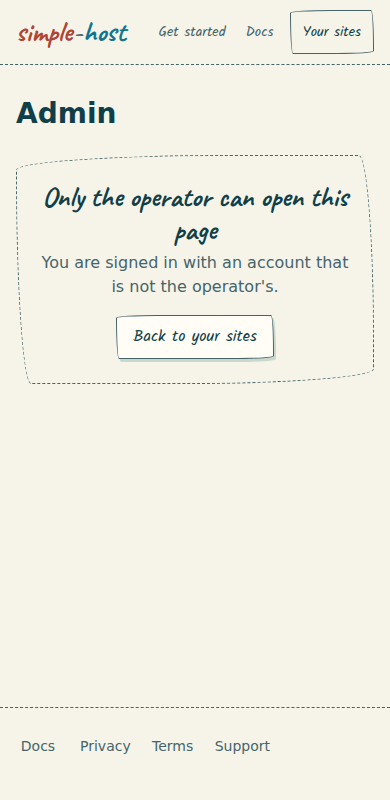 simple-host Get started Docs Your sites
Admin
Only the operator can open this
page
You are signed in with an account that
is not the operator's.
Back to your sites
Docs Privacy Terms Support